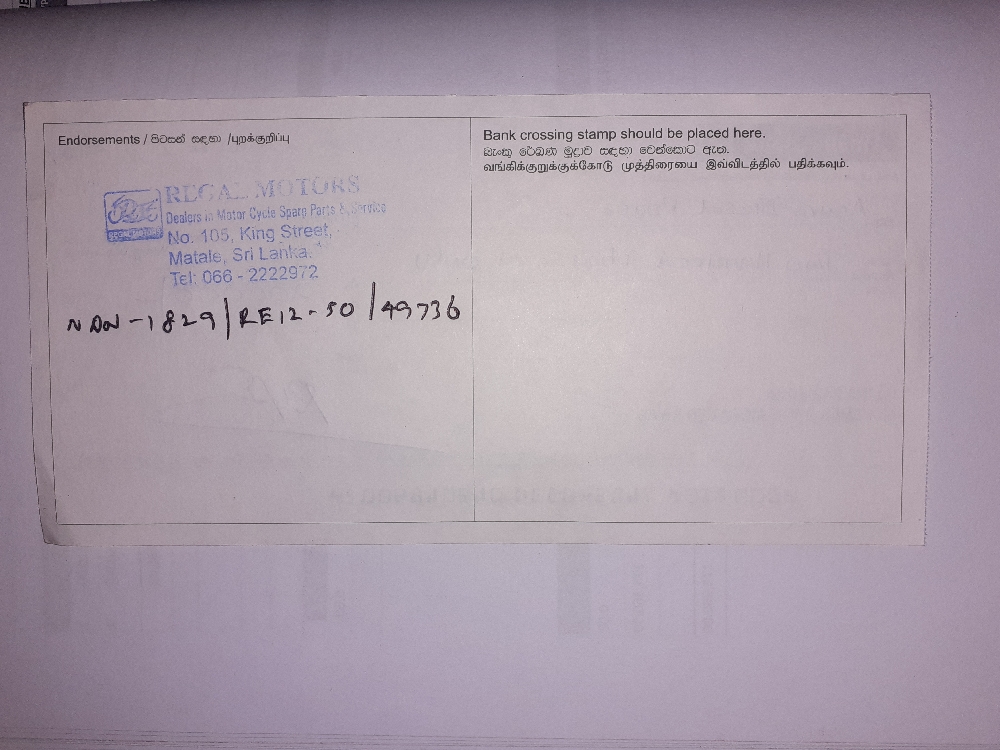 Endorsements / පිටසන් සඳහා /புறக்குறிப்பு
REGAL MOTORS
Dealers in Motor Cycle Spare Parts & Service
No. 105, King Street,
Matale, Sri Lanka.
Tel: 066 - 2222972
NDW-1829/RE12-50/49736
Bank crossing stamp should be placed here.
බැංකු රේඛණ මුද්‍රාව සඳහා වෙන්කොට ඇත.
வங்கிக்குறுக்குக்கோடு முத்திரையை இவ்விடத்தில் பதிக்கவும்.